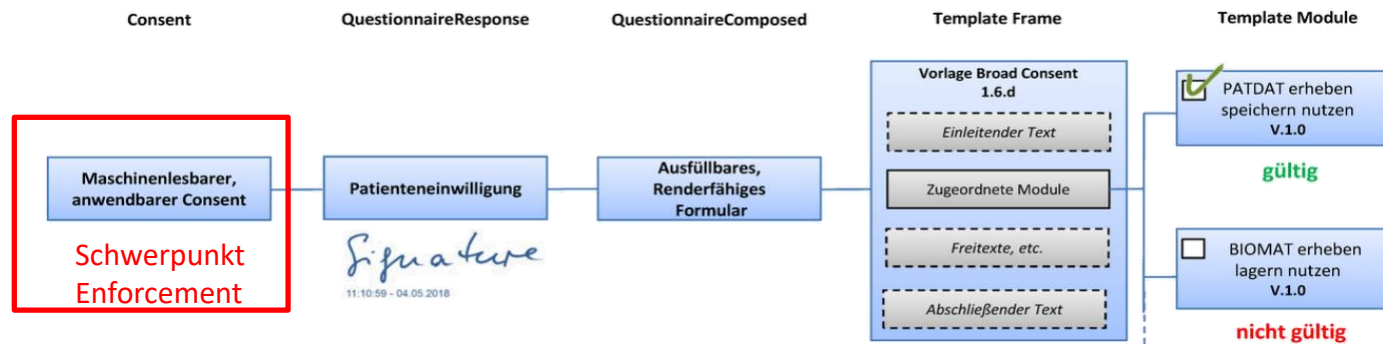 Consent
QuestionnaireResponse
QuestionnaireComposed
Template Frame
Template Module
Maschinenlesbarer,
anwendbarer Consent
Schwerpunkt
Enforcement
Patienteneinwilligung
Signature
11:10:59 - 04.05.2018
Ausfüllbares,
Renderfähiges
Formular
Vorlage Broad Consent
1.6.d
Einleitender Text
Zugeordnete Module
Freitexte, etc.
Abschließender Text
PATDAT erheben
speichern nutzen
V.1.0
gültig
BIOMAT erheben
lagern nutzen
V.1.0
nicht gültig